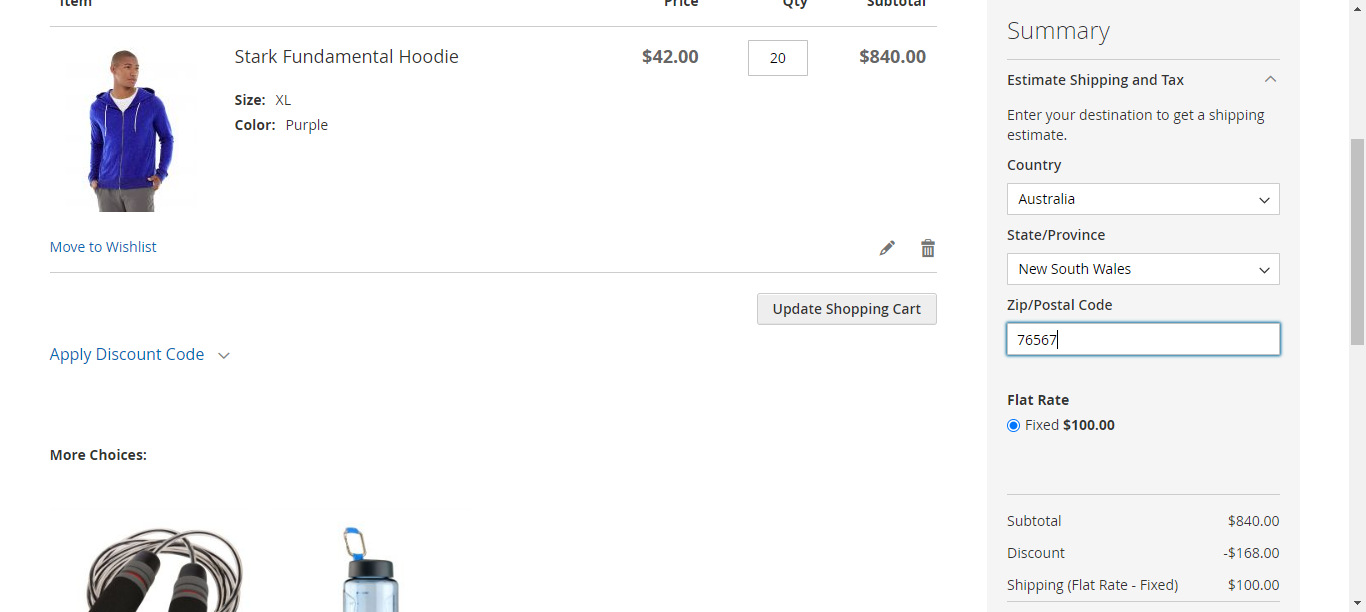 Item Price Qty Subtotal
Stark Fundamental Hoodie $42.00 20 $840.00
Size: XL
Color: Purple
Move to Wishlist
Update Shopping Cart
Apply Discount Code
More Choices:
Summary
Estimate Shipping and Tax
Enter your destination to get a shipping
estimate.
Country
Australia
State/Province
New South Wales
Zip/Postal Code
76567
Flat Rate
Fixed $100.00
Subtotal $840.00
Discount -$168.00
Shipping (Flat Rate - Fixed) $100.00